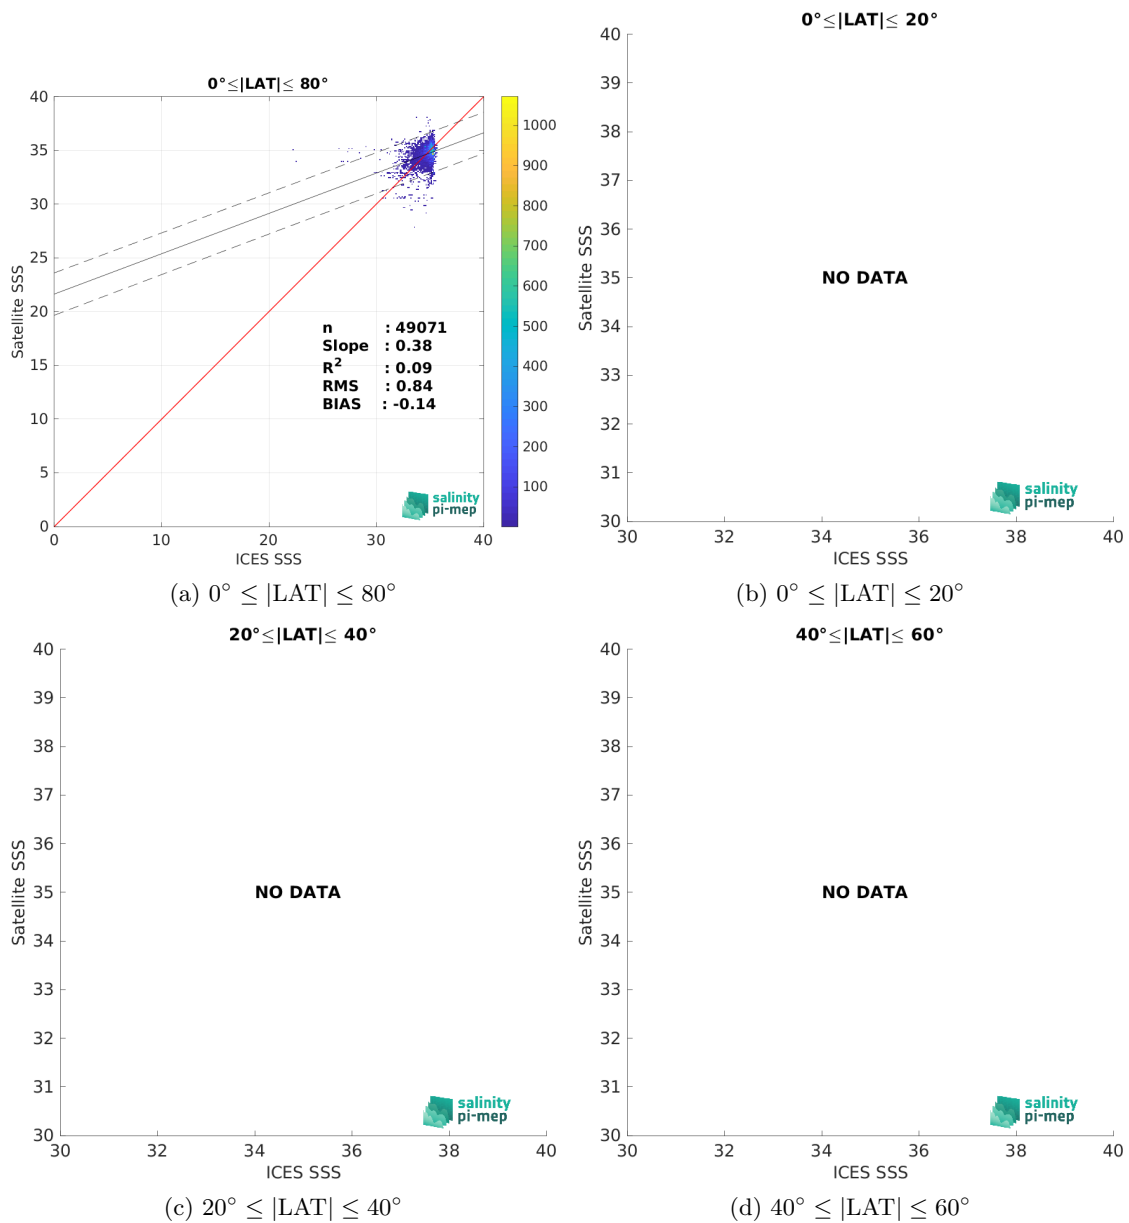 0°≤|LAT|≤ 80°
40
35
30
25
20
15
10
5
0
0
10
20
30
40
Satellite SSS
ICES SSS
n : 49071
Slope : 0.38
R² : 0.09
RMS : 0.84
BIAS : -0.14
salinity
pi-mep
1000
900
800
700
600
500
400
300
200
100
(a) 0° ≤ |LAT| ≤ 80°
0°≤|LAT|≤ 20°
40
39
38
37
36
35
34
33
32
31
30
30
32
34
36
38
40
Satellite SSS
ICES SSS
NO DATA
salinity
pi-mep
(b) 0° ≤ |LAT| ≤ 20°
20°≤|LAT|≤ 40°
40
39
38
37
36
35
34
33
32
31
30
30
32
34
36
38
40
Satellite SSS
ICES SSS
NO DATA
salinity
pi-mep
(c) 20° ≤ |LAT| ≤ 40°
40°≤|LAT|≤ 60°
40
39
38
37
36
35
34
33
32
31
30
30
32
34
36
38
40
Satellite SSS
ICES SSS
NO DATA
salinity
pi-mep
(d) 40° ≤ |LAT| ≤ 60°